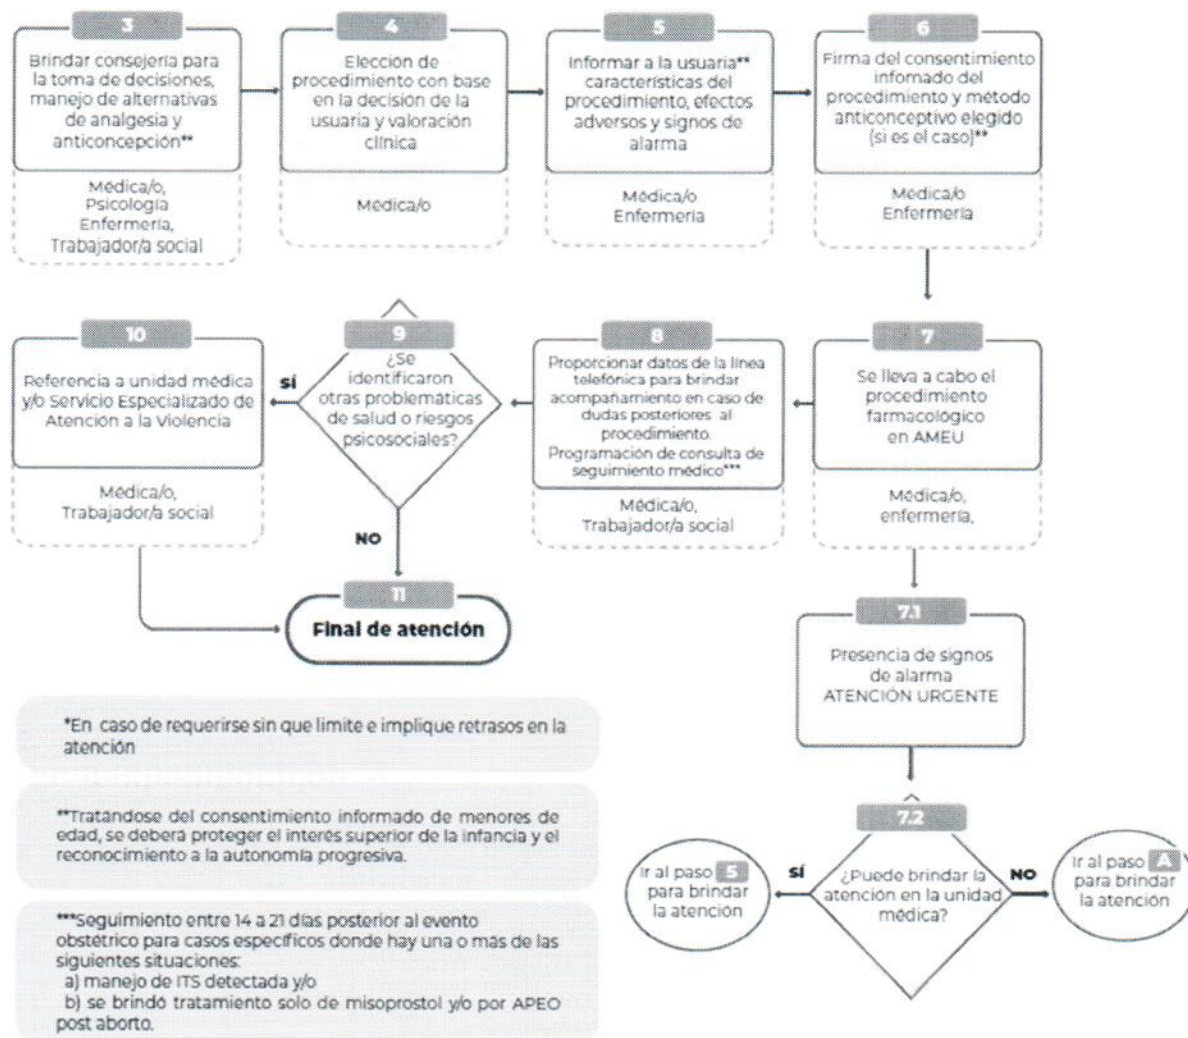 3
Brindar consejería para
la toma de decisiones,
manejo de alternativas
de analgesia y
anticoncepción**
Médica/o,
Psicología
Enfermería,
Trabajador/a social
4
Elección de
procedimiento con base
en la decisión de la
usuaria y valoración
clínica
Médica/o
5
Informar a la usuaria**
características del
procedimiento, efectos
adversos y signos de
alarma
Médica/o
Enfermería
6
Firma del consentimiento
infomado del
procedimiento y método
anticonceptivo elegido
(si es el caso)**
Médica/o
Enfermería
7
Se lleva a cabo el
procedimiento
farmacológico
en AMEU
Médica/o,
enfermería,
8
Proporcionar datos de la línea
telefónica para brindar
acompañamiento en caso de
dudas posteriores al
procedimiento.
Programación de consulta de
seguimiento médico***
Médica/o,
Trabajador/a social
9
¿Se
identificaron
otras problemáticas
de salud o riesgos
psicosociales?
SÍ
NO
10
Referencia a unidad médica
y/o Servicio Especializado de
Atención a la Violencia
Médica/o,
Trabajador/a social
11
Final de atención
7.1
Presencia de signos
de alarma
ATENCIÓN URGENTE
7.2
¿Puede brindar la
atención en la unidad
médica?
SÍ
Ir al paso 5
para brindar
la atención
NO
Ir al paso A
para brindar
la atención
*En caso de requerirse sin que limite e implique retrasos en la
atención
**Tratándose del consentimiento informado de menores de
edad, se deberá proteger el interés superior de la infancia y el
reconocimiento a la autonomía progresiva.
***Seguimiento entre 14 a 21 días posterior al evento
obstétrico para casos específicos donde hay una o más de las
siguientes situaciones:
a) manejo de ITS detectada y/o
b) se brindó tratamiento solo de misoprostol y/o por APEO
post aborto.